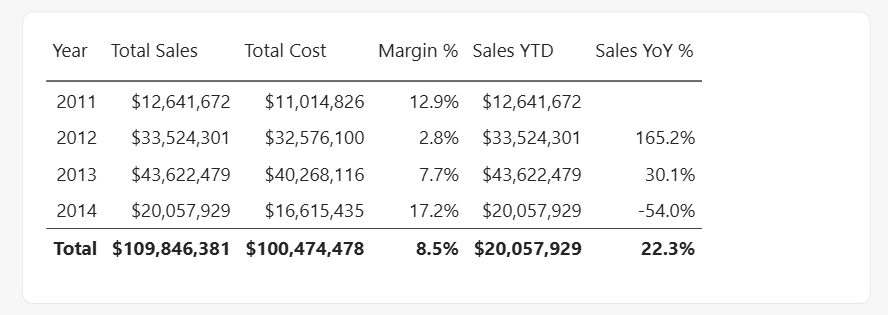 Year Total Sales Total Cost Margin % Sales YTD Sales YoY %
2011 $12,641,672 $11,014,826 12.9% $12,641,672
2012 $33,524,301 $32,576,100 2.8% $33,524,301 165.2%
2013 $43,622,479 $40,268,116 7.7% $43,622,479 30.1%
2014 $20,057,929 $16,615,435 17.2% $20,057,929 -54.0%
Total $109,846,381 $100,474,478 8.5% $20,057,929 22.3%